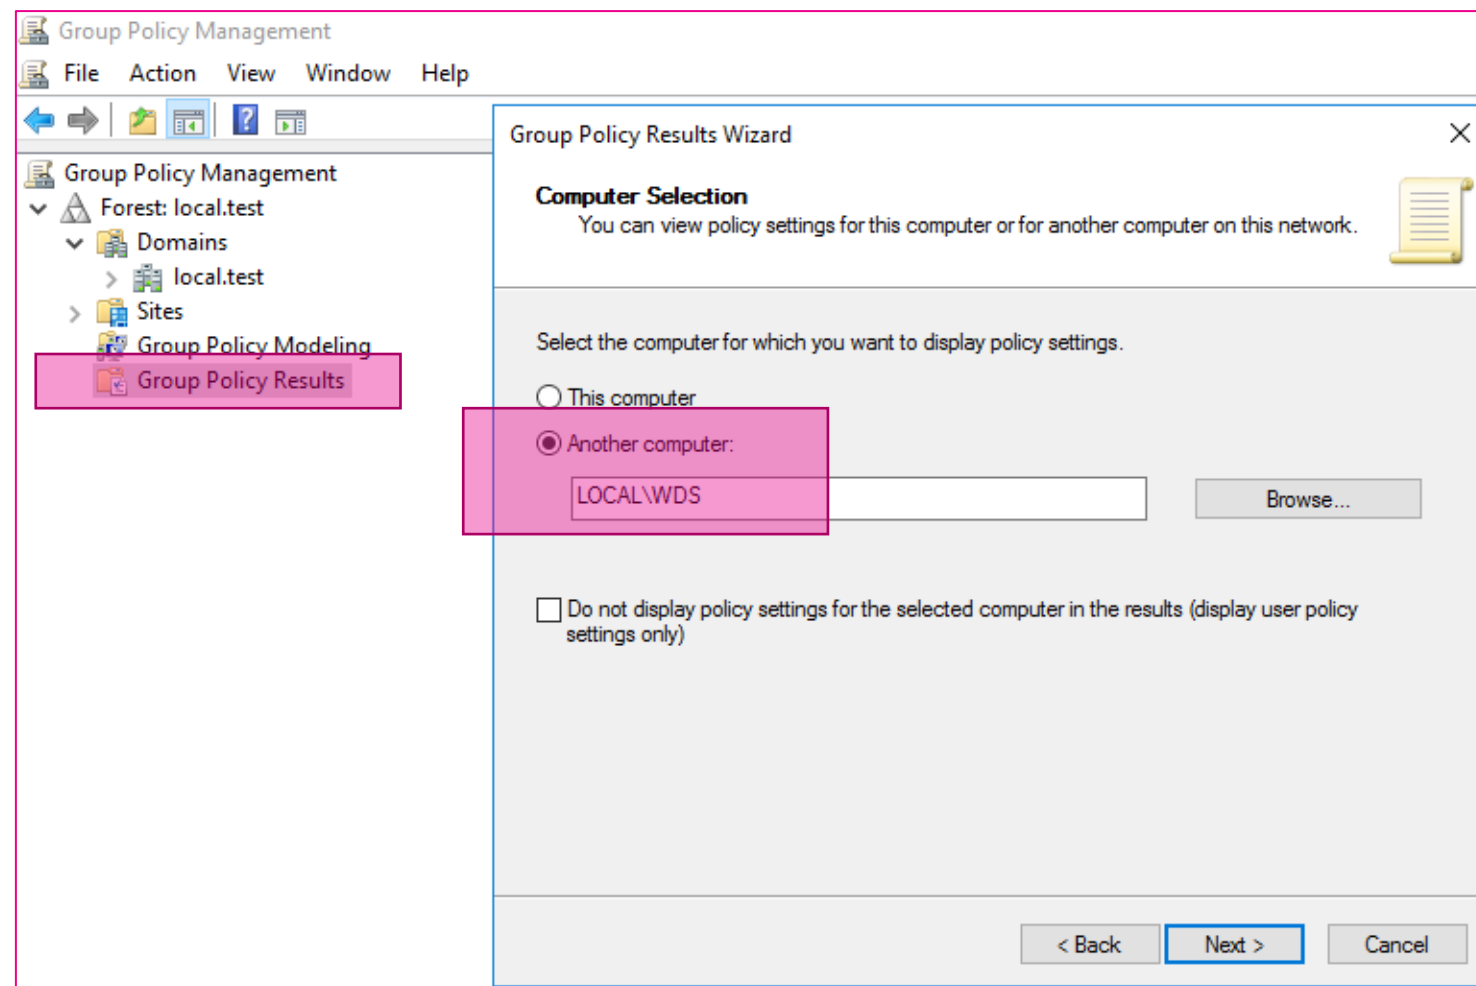 Group Policy Management
File Action View Window Help
Group Policy Management
Forest: local.test
Domains
local.test
Sites
Group Policy Modeling
Group Policy Results
Group Policy Results Wizard
Computer Selection
You can view policy settings for this computer or for another computer on this network.
Select the computer for which you want to display policy settings.
This computer
Another computer:
LOCAL\WDS
Browse...
Do not display policy settings for the selected computer in the results (display user policy
settings only)
< Back Next > Cancel